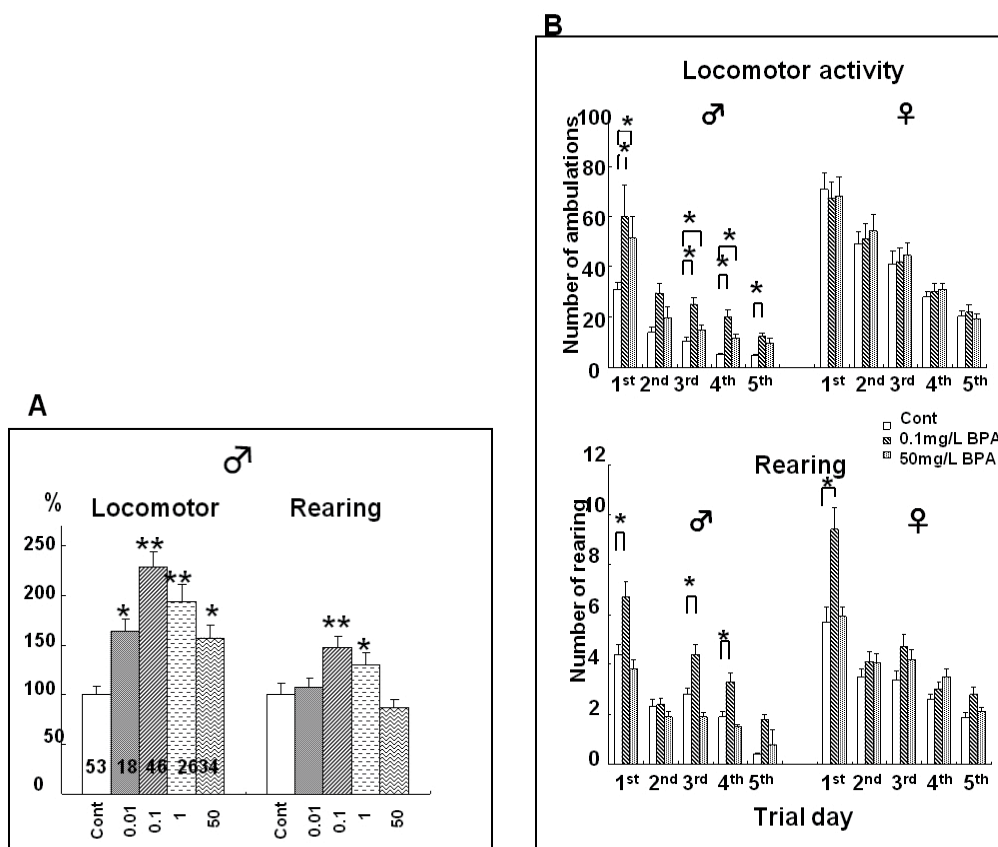 B
Locomotor activity
♂ ♀
Number of ambulations
100
80
60
40
20
0
* * * * * * *
1st 2nd 3rd 4th 5th 1st 2nd 3rd 4th 5th
Cont
0.1mg/L BPA
50mg/L BPA
Rearing
♂ ♀
Number of rearing
12
10
8
6
4
2
0
* * * *
1st 2nd 3rd 4th 5th 1st 2nd 3rd 4th 5th
Trial day
A
♂
%
Locomotor Rearing
250
200
150
100
50
0
* ** ** * ** *
53 18 46 26 34
Cont 0.01 0.1 1 50 Cont 0.01 0.1 1 50